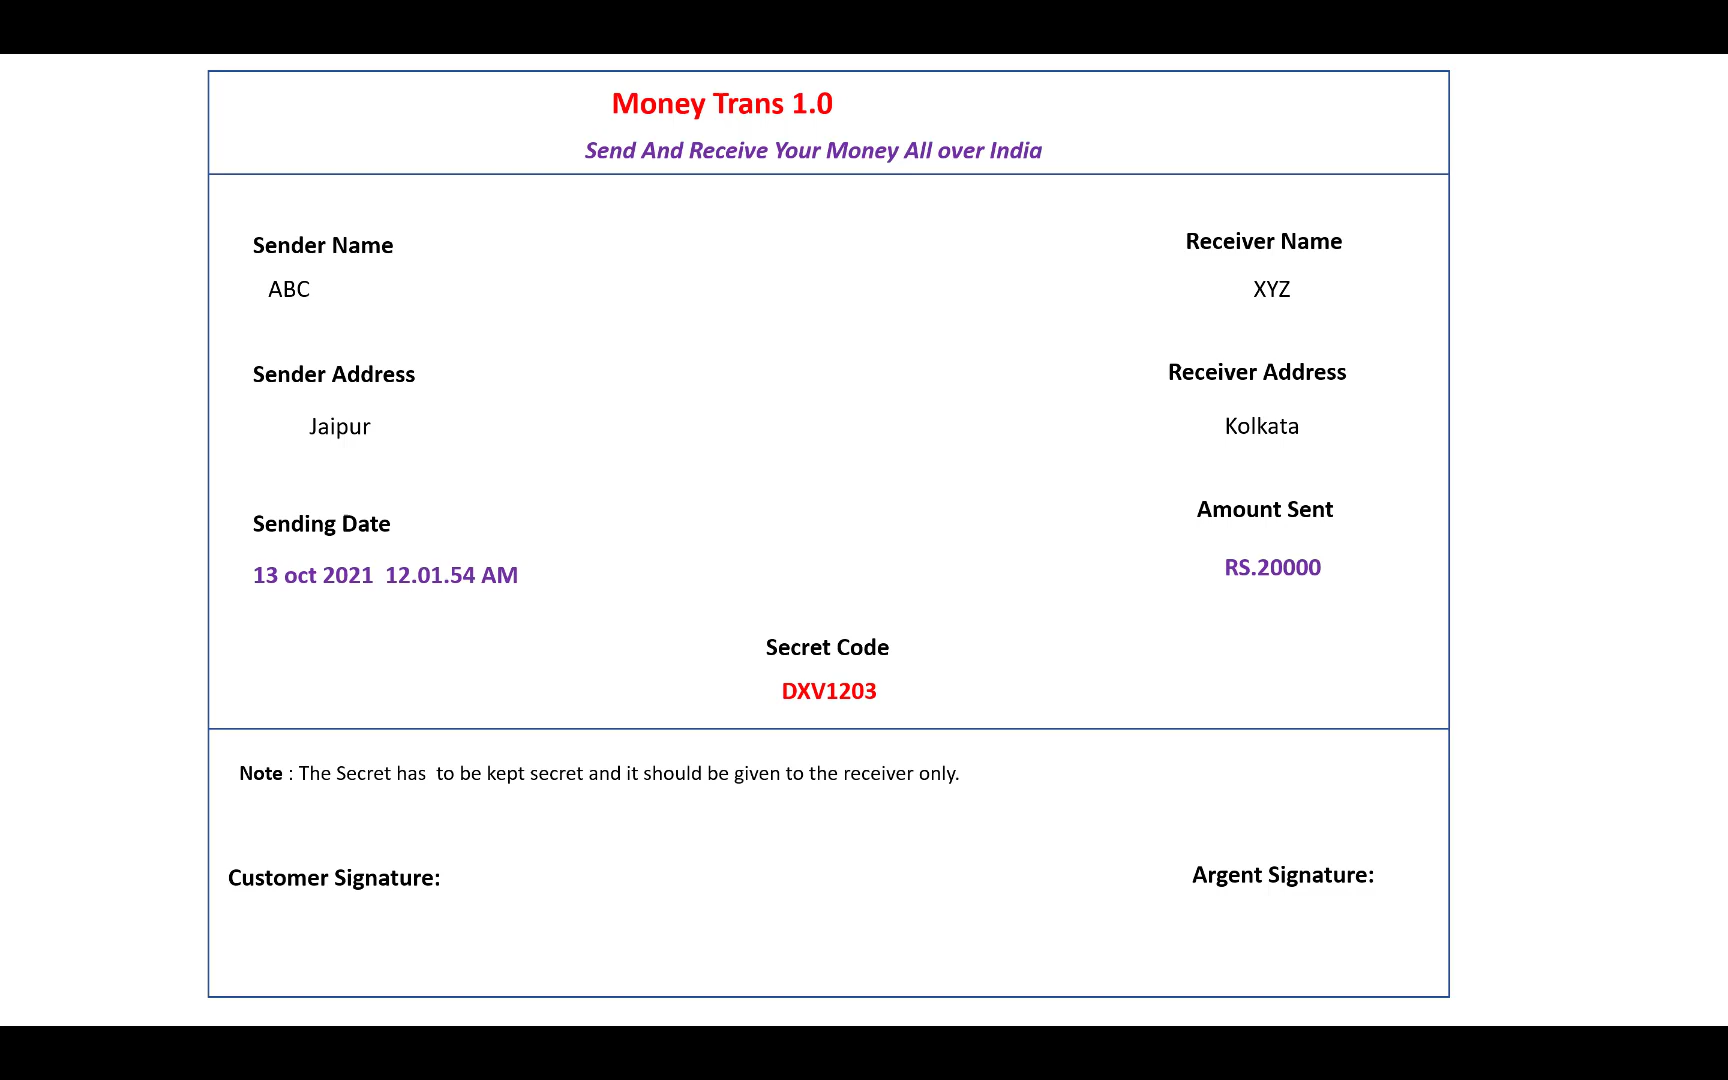 Money Trans 1.0
Send And Receive Your Money All over India
Sender Name
Receiver Name
ABC
XYZ
Sender Address
Receiver Address
Jaipur
Kolkata
Sending Date
Amount Sent
13 oct 2021  12.01.54 AM
RS.20000
Secret Code
DXV1203
Note : The Secret has  to be kept secret and it should be given to the receiver only.
Customer Signature:
Argent Signature: